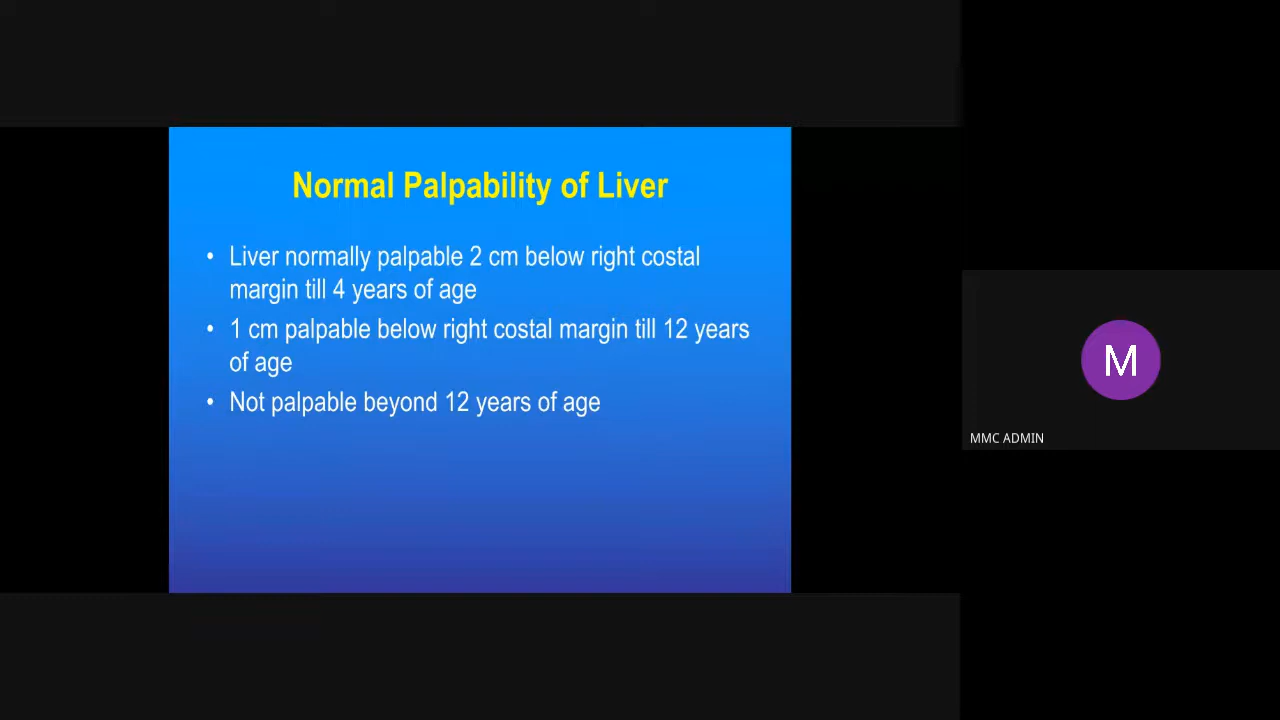 Normal Palpability of Liver
• Liver normally palpable 2 cm below right costal
margin till 4 years of age
• 1 cm palpable below right costal margin till 12 years
of age
• Not palpable beyond 12 years of age
M
MMC ADMIN